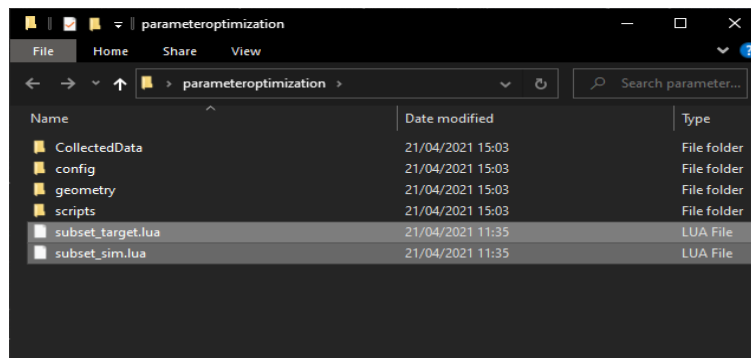 parameteroptimization
File Home Share View ?
parameteroptimization Search parameter...
Name Date modified Type
CollectedData 21/04/2021 15:03 File folder
config 21/04/2021 15:03 File folder
geometry 21/04/2021 15:03 File folder
scripts 21/04/2021 15:03 File folder
subset_target.lua 21/04/2021 11:35 LUA File
subset_sim.lua 21/04/2021 11:35 LUA File